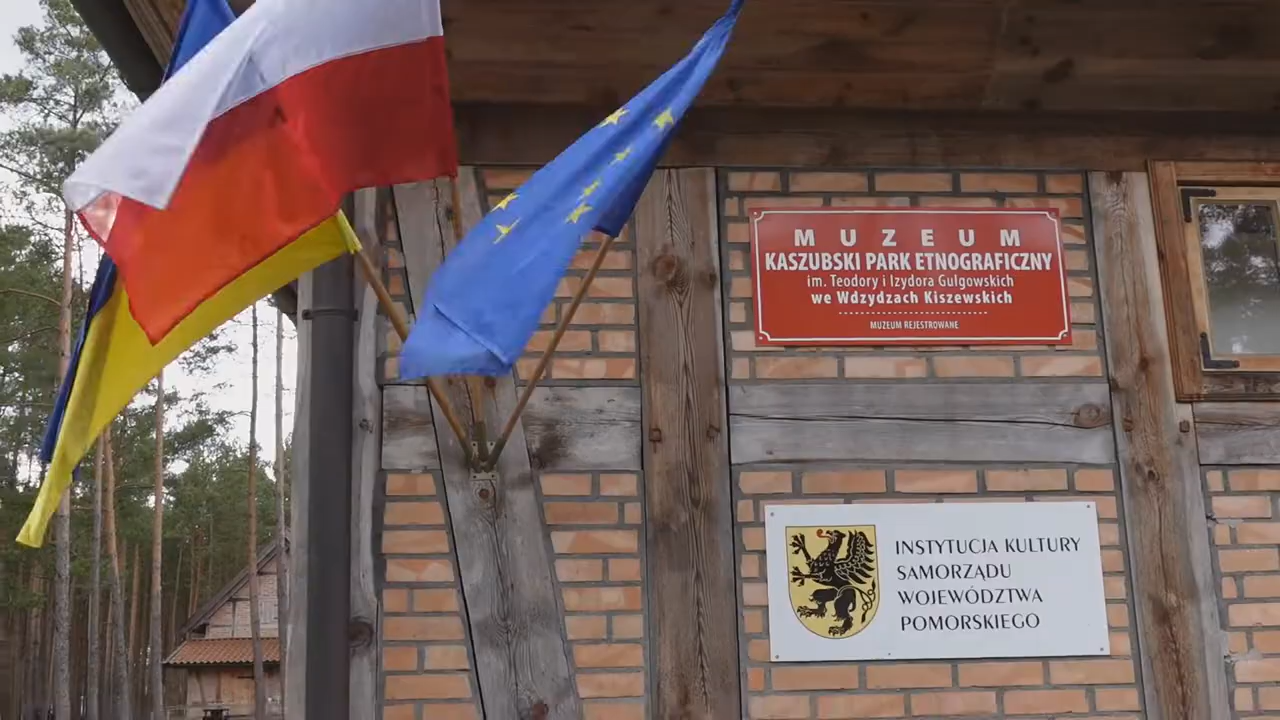 MUZEUM
KASZUBSKI PARK ETNOGRAFICZNY
im. Teodory i Izydora Gulgowskich
we Wdzydzach Kiszewskich
MUZEUM REJESTROWANE
INSTYTUCJA KULTURY
SAMORZĄDU
WOJEWÓDZTWA
POMORSKIEGO